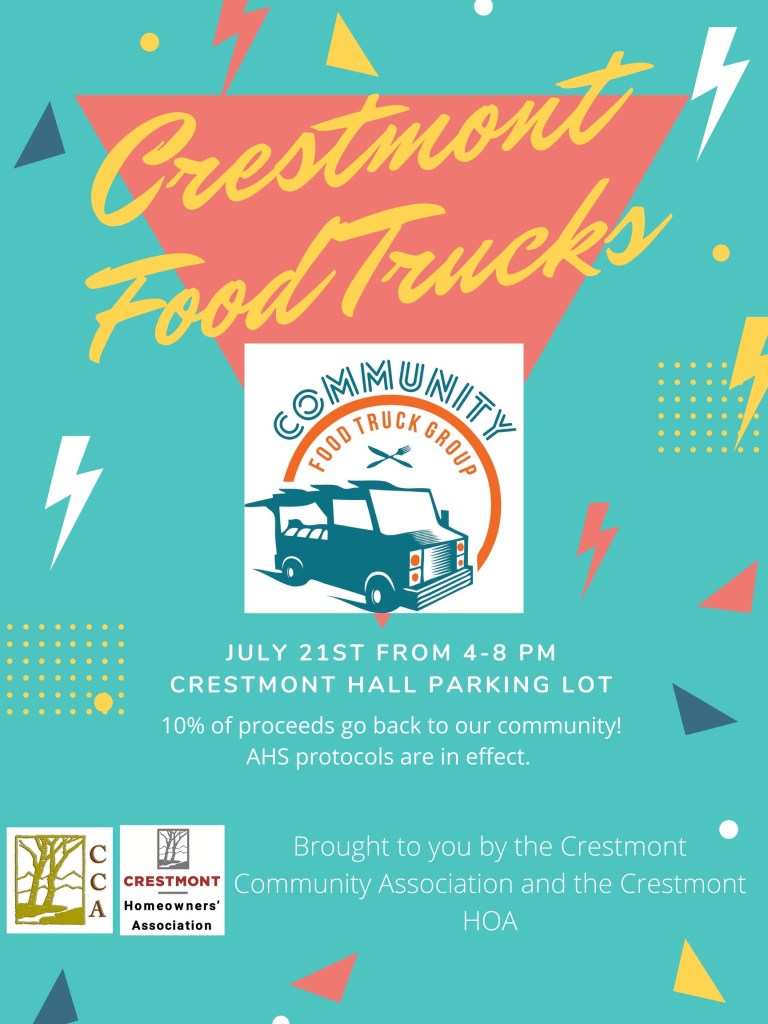 Crestmont
Food Trucks
COMMUNITY
FOOD TRUCK GROUP
JULY 21ST FROM 4-8 PM
CRESTMONT HALL PARKING LOT
10% of proceeds go back to our community!
AHS protocols are in effect.
CCA
CRESTMONT
Homeowners'
Association
Brought to you by the Crestmont
Community Association and the Crestmont
HOA